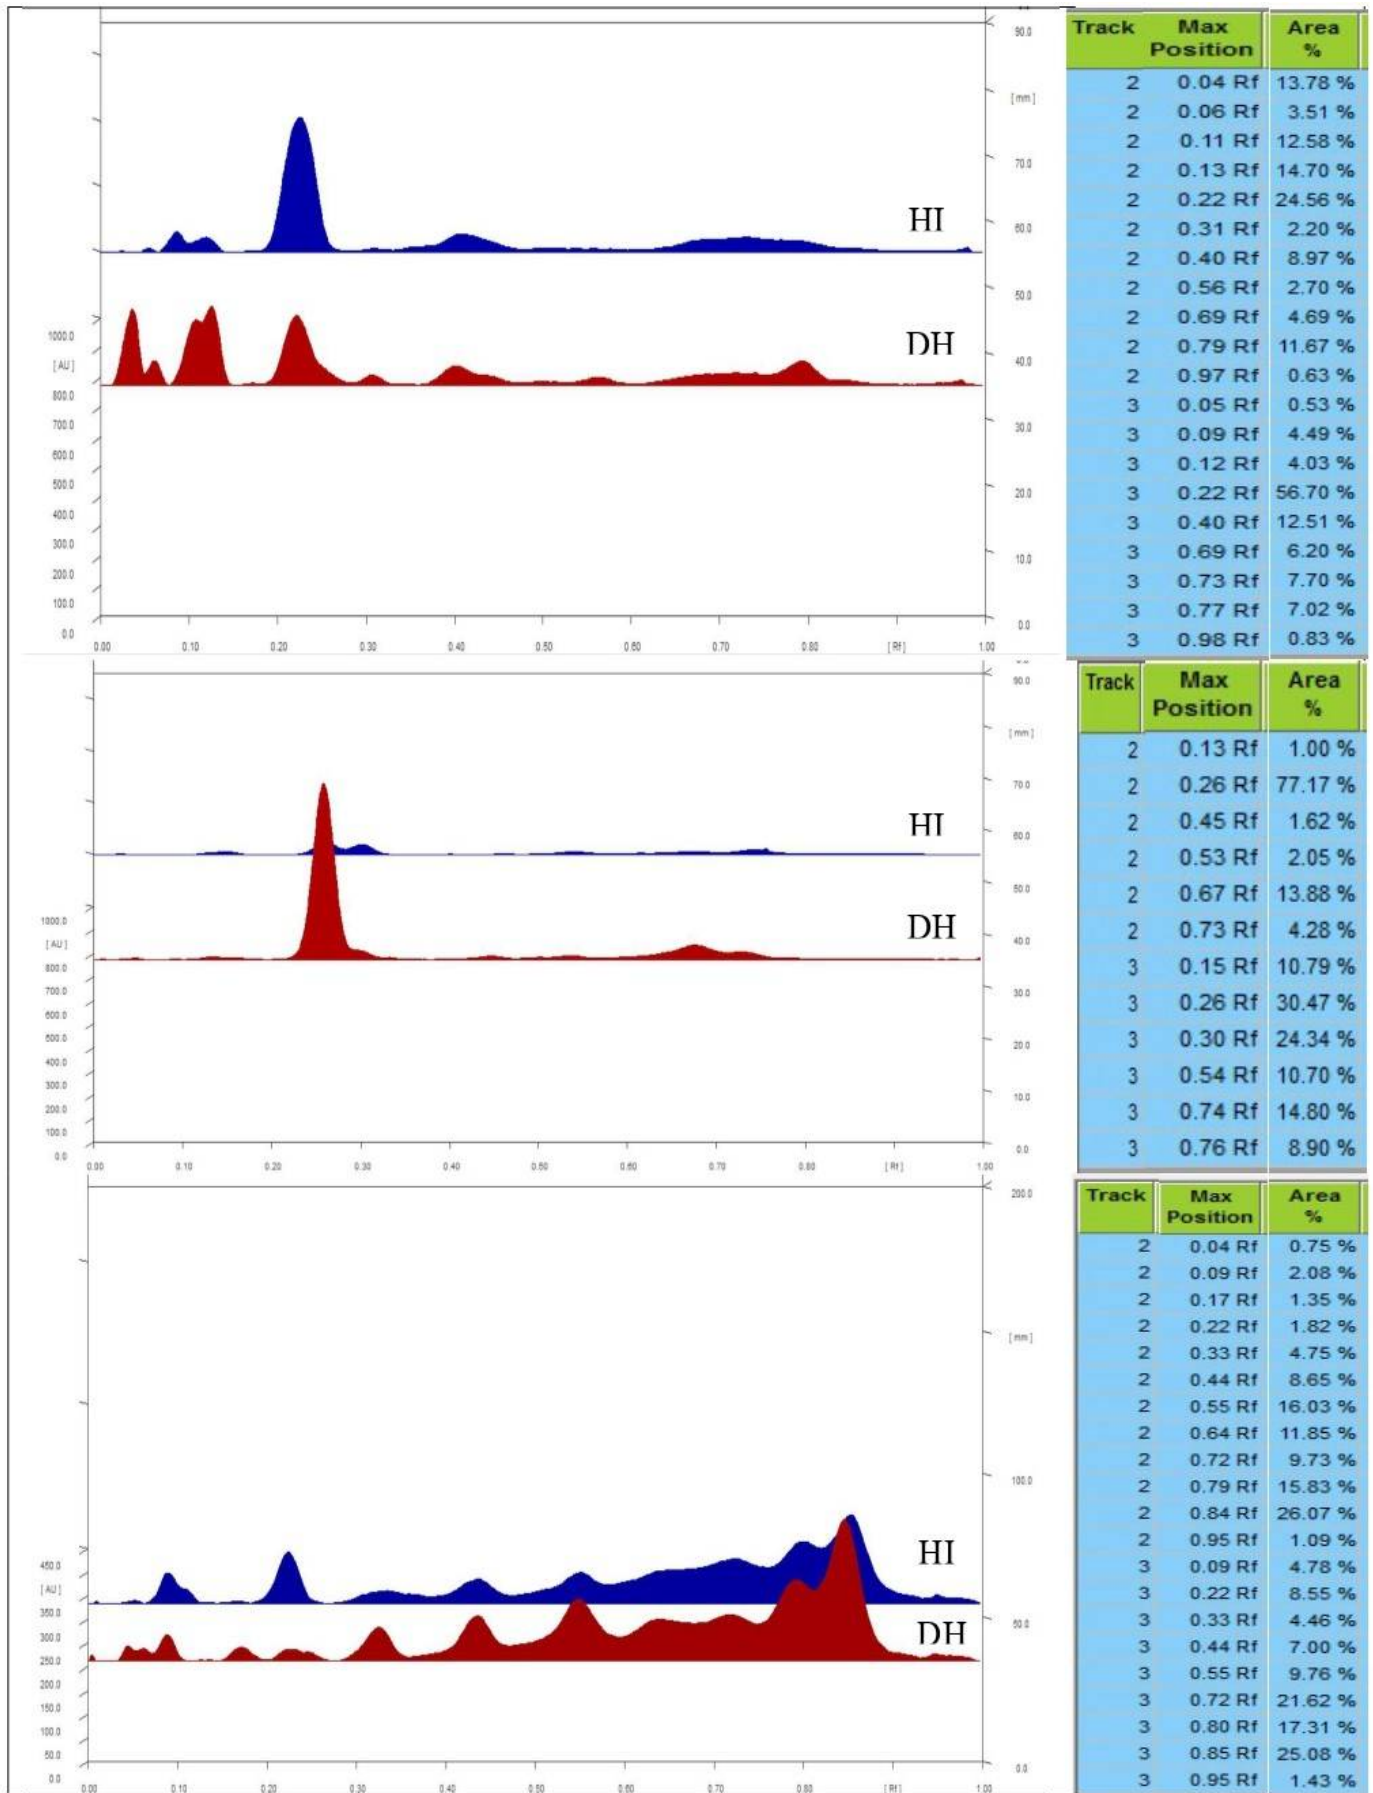 90.0
[ mm ]
70.0
HI
60.0
50.0
1000.0
DH
[ AU ]
40.0
800.0
700.0
30.0
600.0
500.0
20.0
400.0
300.0
10.0
200.0
100.0
0.0
0.0
0.00 0.10 0.20 0.30 0.40 0.50 0.60 0.70 0.80 [ Rf ] 1.00
Track Max Position Area %
2 0.04 Rf 13.78 %
2 0.06 Rf 3.51 %
2 0.11 Rf 12.58 %
2 0.13 Rf 14.70 %
2 0.22 Rf 24.56 %
2 0.31 Rf 2.20 %
2 0.40 Rf 8.97 %
2 0.56 Rf 2.70 %
2 0.69 Rf 4.69 %
2 0.79 Rf 11.67 %
2 0.97 Rf 0.63 %
3 0.05 Rf 0.53 %
3 0.09 Rf 4.49 %
3 0.12 Rf 4.03 %
3 0.22 Rf 56.70 %
3 0.40 Rf 12.51 %
3 0.69 Rf 6.20 %
3 0.73 Rf 7.70 %
3 0.77 Rf 7.02 %
3 0.98 Rf 0.83 %
90.0
[ mm ]
70.0
HI
60.0
50.0
1000.0
DH
[ AU ]
40.0
800.0
700.0
30.0
600.0
500.0
20.0
400.0
300.0
10.0
200.0
100.0
0.0
0.0
0.00 0.10 0.20 0.30 0.40 0.50 0.60 0.70 0.80 [ Rf ] 1.00
Track Max Position Area %
2 0.13 Rf 1.00 %
2 0.26 Rf 77.17 %
2 0.45 Rf 1.62 %
2 0.53 Rf 2.05 %
2 0.67 Rf 13.88 %
2 0.73 Rf 4.28 %
3 0.15 Rf 10.79 %
3 0.26 Rf 30.47 %
3 0.30 Rf 24.34 %
3 0.54 Rf 10.70 %
3 0.74 Rf 14.80 %
3 0.76 Rf 8.90 %
200.0
[ mm ]
100.0
HI
450.0
[ AU ]
350.0
50.0
DH
300.0
250.0
200.0
150.0
100.0
50.0
0.0
0.0
0.00 0.10 0.20 0.30 0.40 0.50 0.60 0.70 0.80 [ Rf ] 1.00
Track Max Position Area %
2 0.04 Rf 0.75 %
2 0.09 Rf 2.08 %
2 0.17 Rf 1.35 %
2 0.22 Rf 1.82 %
2 0.33 Rf 4.75 %
2 0.44 Rf 8.65 %
2 0.55 Rf 16.03 %
2 0.64 Rf 11.85 %
2 0.72 Rf 9.73 %
2 0.79 Rf 15.83 %
2 0.84 Rf 26.07 %
2 0.95 Rf 1.09 %
3 0.09 Rf 4.78 %
3 0.22 Rf 8.55 %
3 0.33 Rf 4.46 %
3 0.44 Rf 7.00 %
3 0.55 Rf 9.76 %
3 0.72 Rf 21.62 %
3 0.80 Rf 17.31 %
3 0.85 Rf 25.08 %
3 0.95 Rf 1.43 %